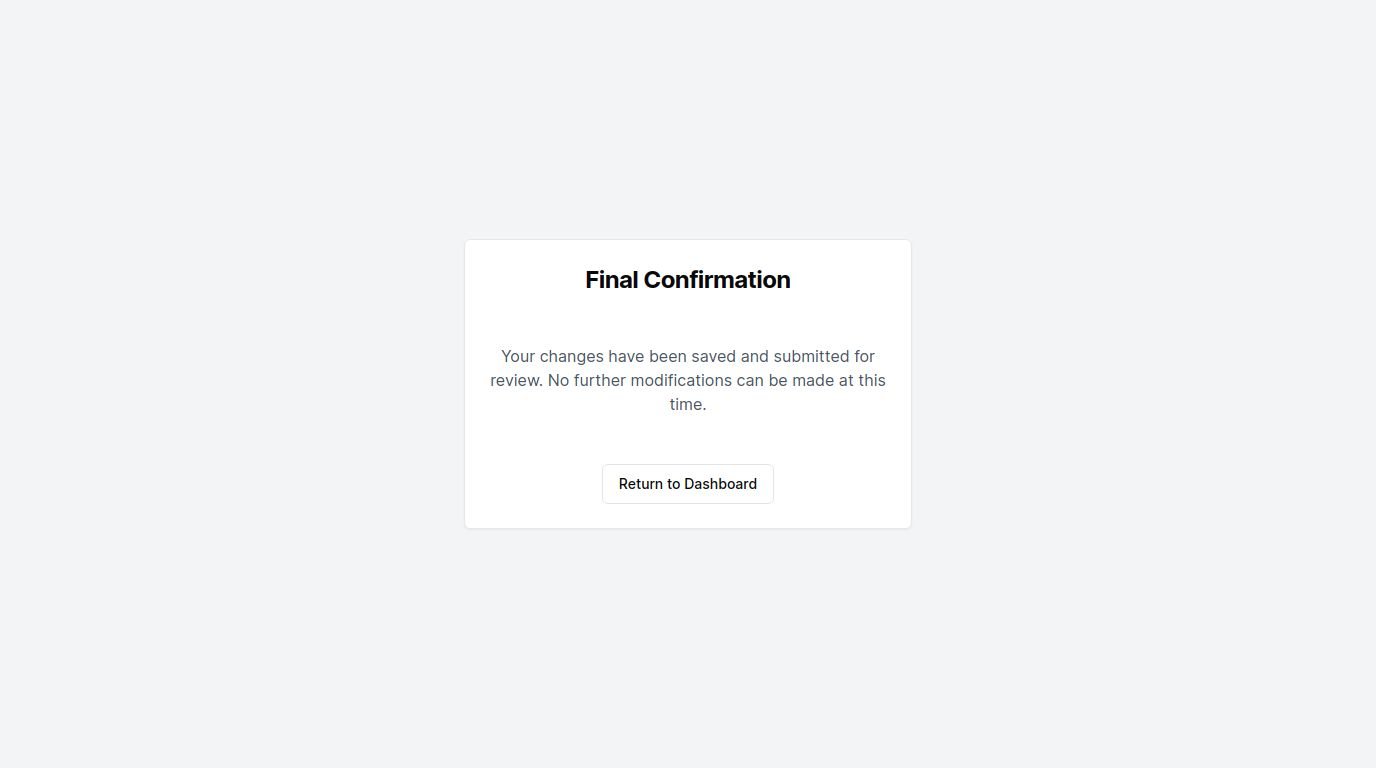 Final Confirmation
Your changes have been saved and submitted for
review. No further modifications can be made at this
time.
Return to Dashboard